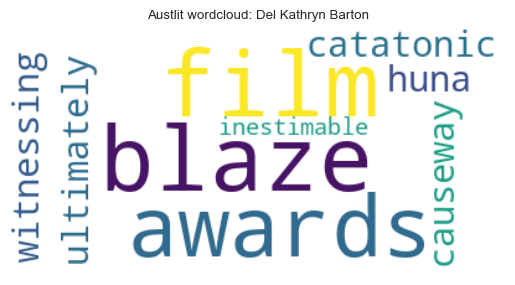 Austlit wordcloud: Del Kathryn Barton
catatonic
film
huna
witnessing
ultimately
inestimable
causeway
blaze
awards